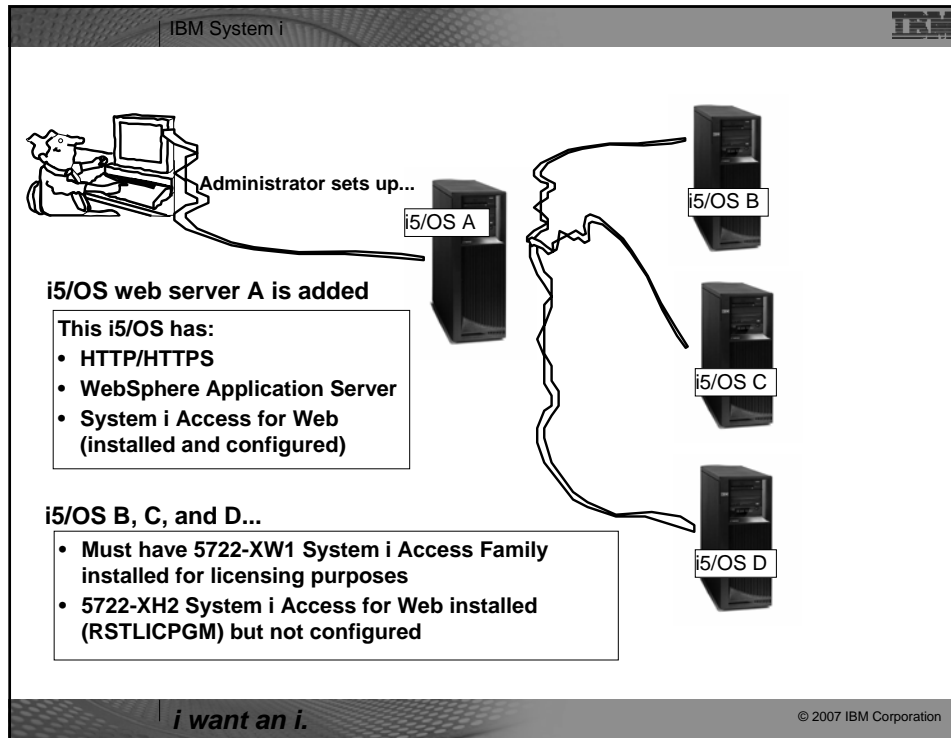 IBM System i
IBM
Administrator sets up...
i5/OS A
i5/OS B
i5/OS C
i5/OS D
i5/OS web server A is added
This i5/OS has:
• HTTP/HTTPS
• WebSphere Application Server
• System i Access for Web
(installed and configured)
i5/OS B, C, and D...
• Must have 5722-XW1 System i Access Family
installed for licensing purposes
• 5722-XH2 System i Access for Web installed
(RSTLICPGM) but not configured
i want an i.
© 2007 IBM Corporation